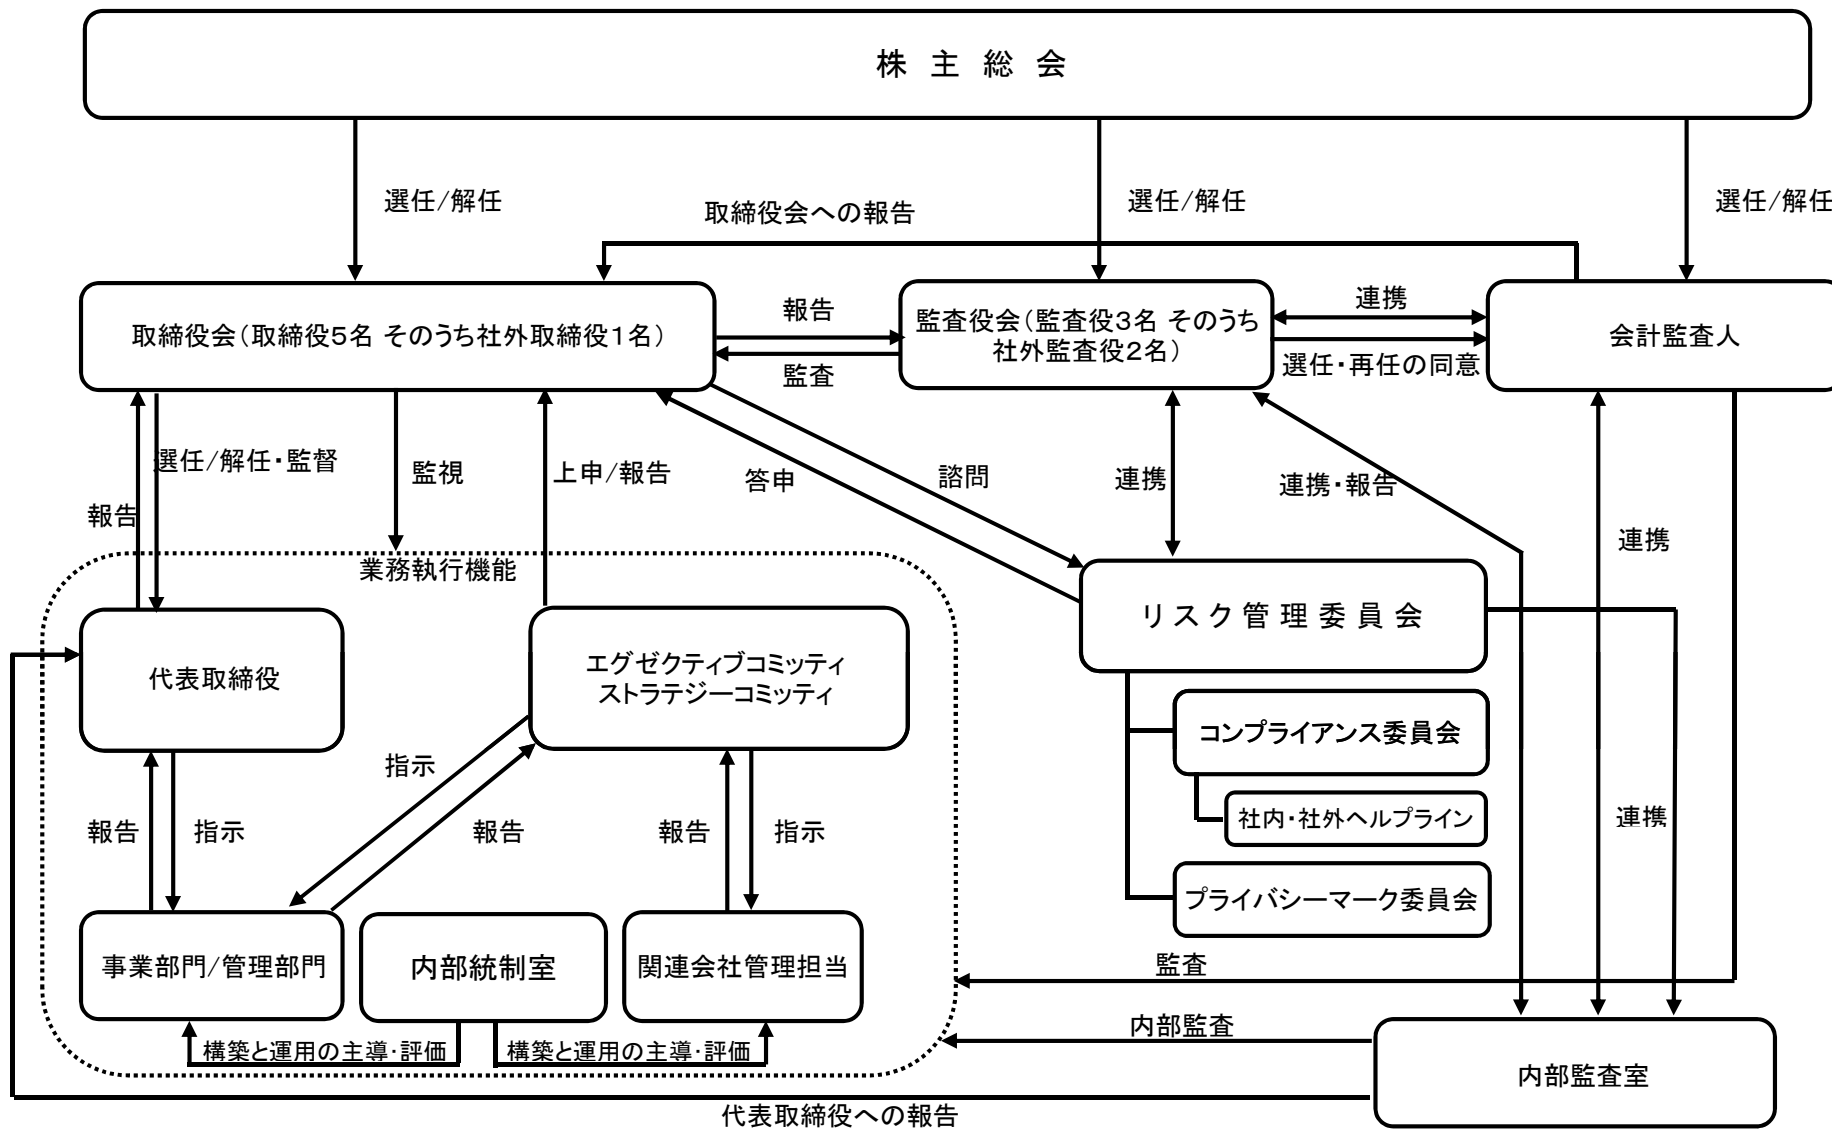 株 主 総 会
選任/解任
選任/解任
選任/解任
取締役会への報告
取締役会(取締役5名 そのうち社外取締役1名)
報告
監査
監査役会(監査役3名 そのうち
社外監査役2名)
連携
選任・再任の同意
会計監査人
選任/解任・監督
報告
監視
上申/報告
答申
諮問
連携
連携・報告
連携
業務執行機能
代表取締役
エグゼクティブコミッティ
ストラテジーコミッティ
リスク管理委員会
コンプライアンス委員会
社内・社外ヘルプライン
プライバシーマーク委員会
指示
報告
報告
指示
報告
指示
連携
事業部門/管理部門
内部統制室
関連会社管理担当
監査
内部監査
構築と運用の主導・評価
構築と運用の主導・評価
内部監査室
代表取締役への報告